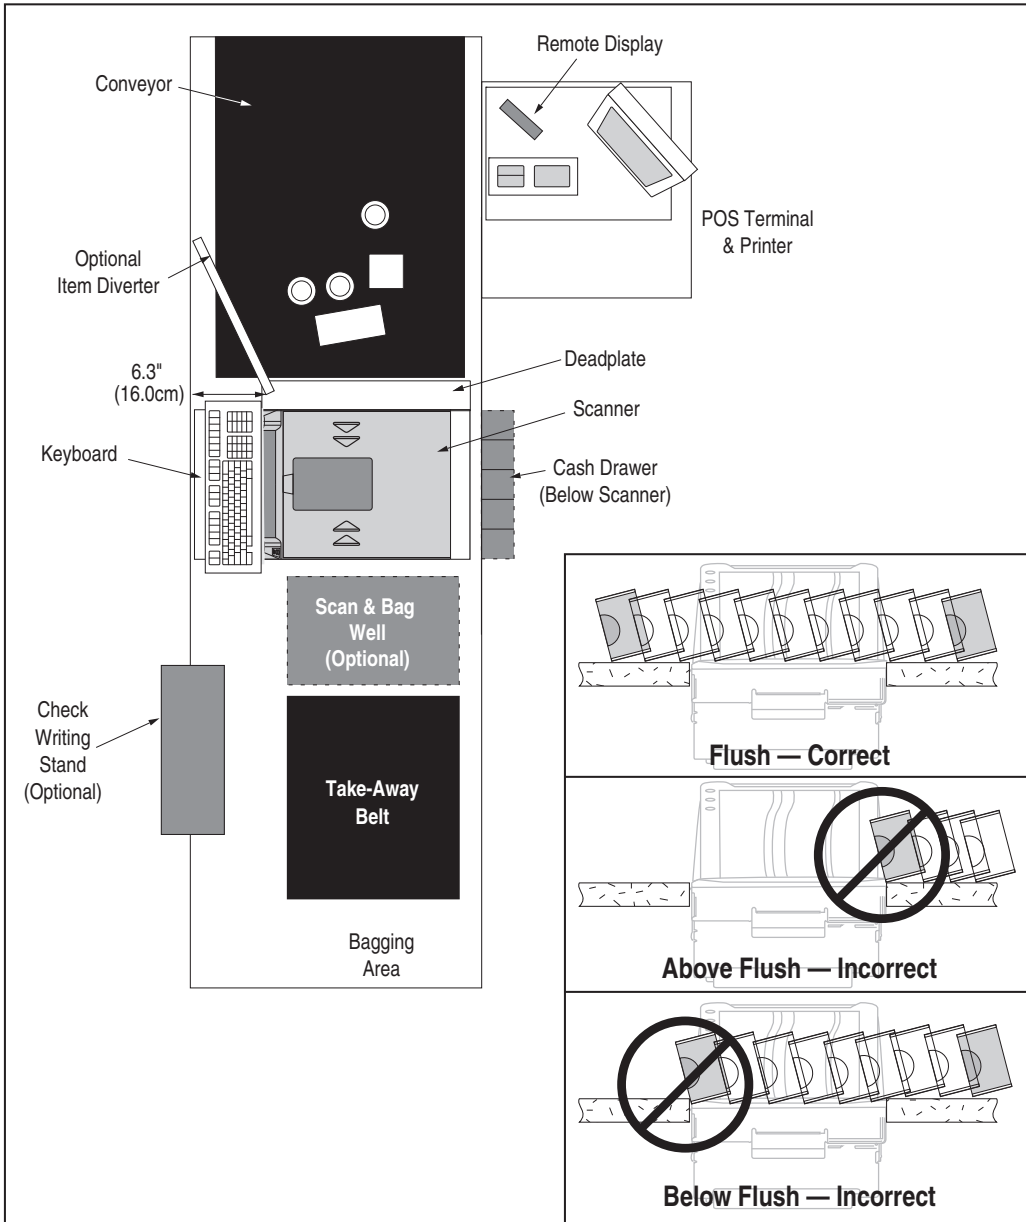 Remote Display
Conveyor
POS Terminal
& Printer
Optional
Item Diverter
6.3"
(16.0cm)
Deadplate
Scanner
Keyboard
Cash Drawer
(Below Scanner)
Scan & Bag
Well
(Optional)
Check
Writing
Stand
(Optional)
Take-Away
Belt
Bagging
Area
Flush — Correct
Above Flush — Incorrect
Below Flush — Incorrect